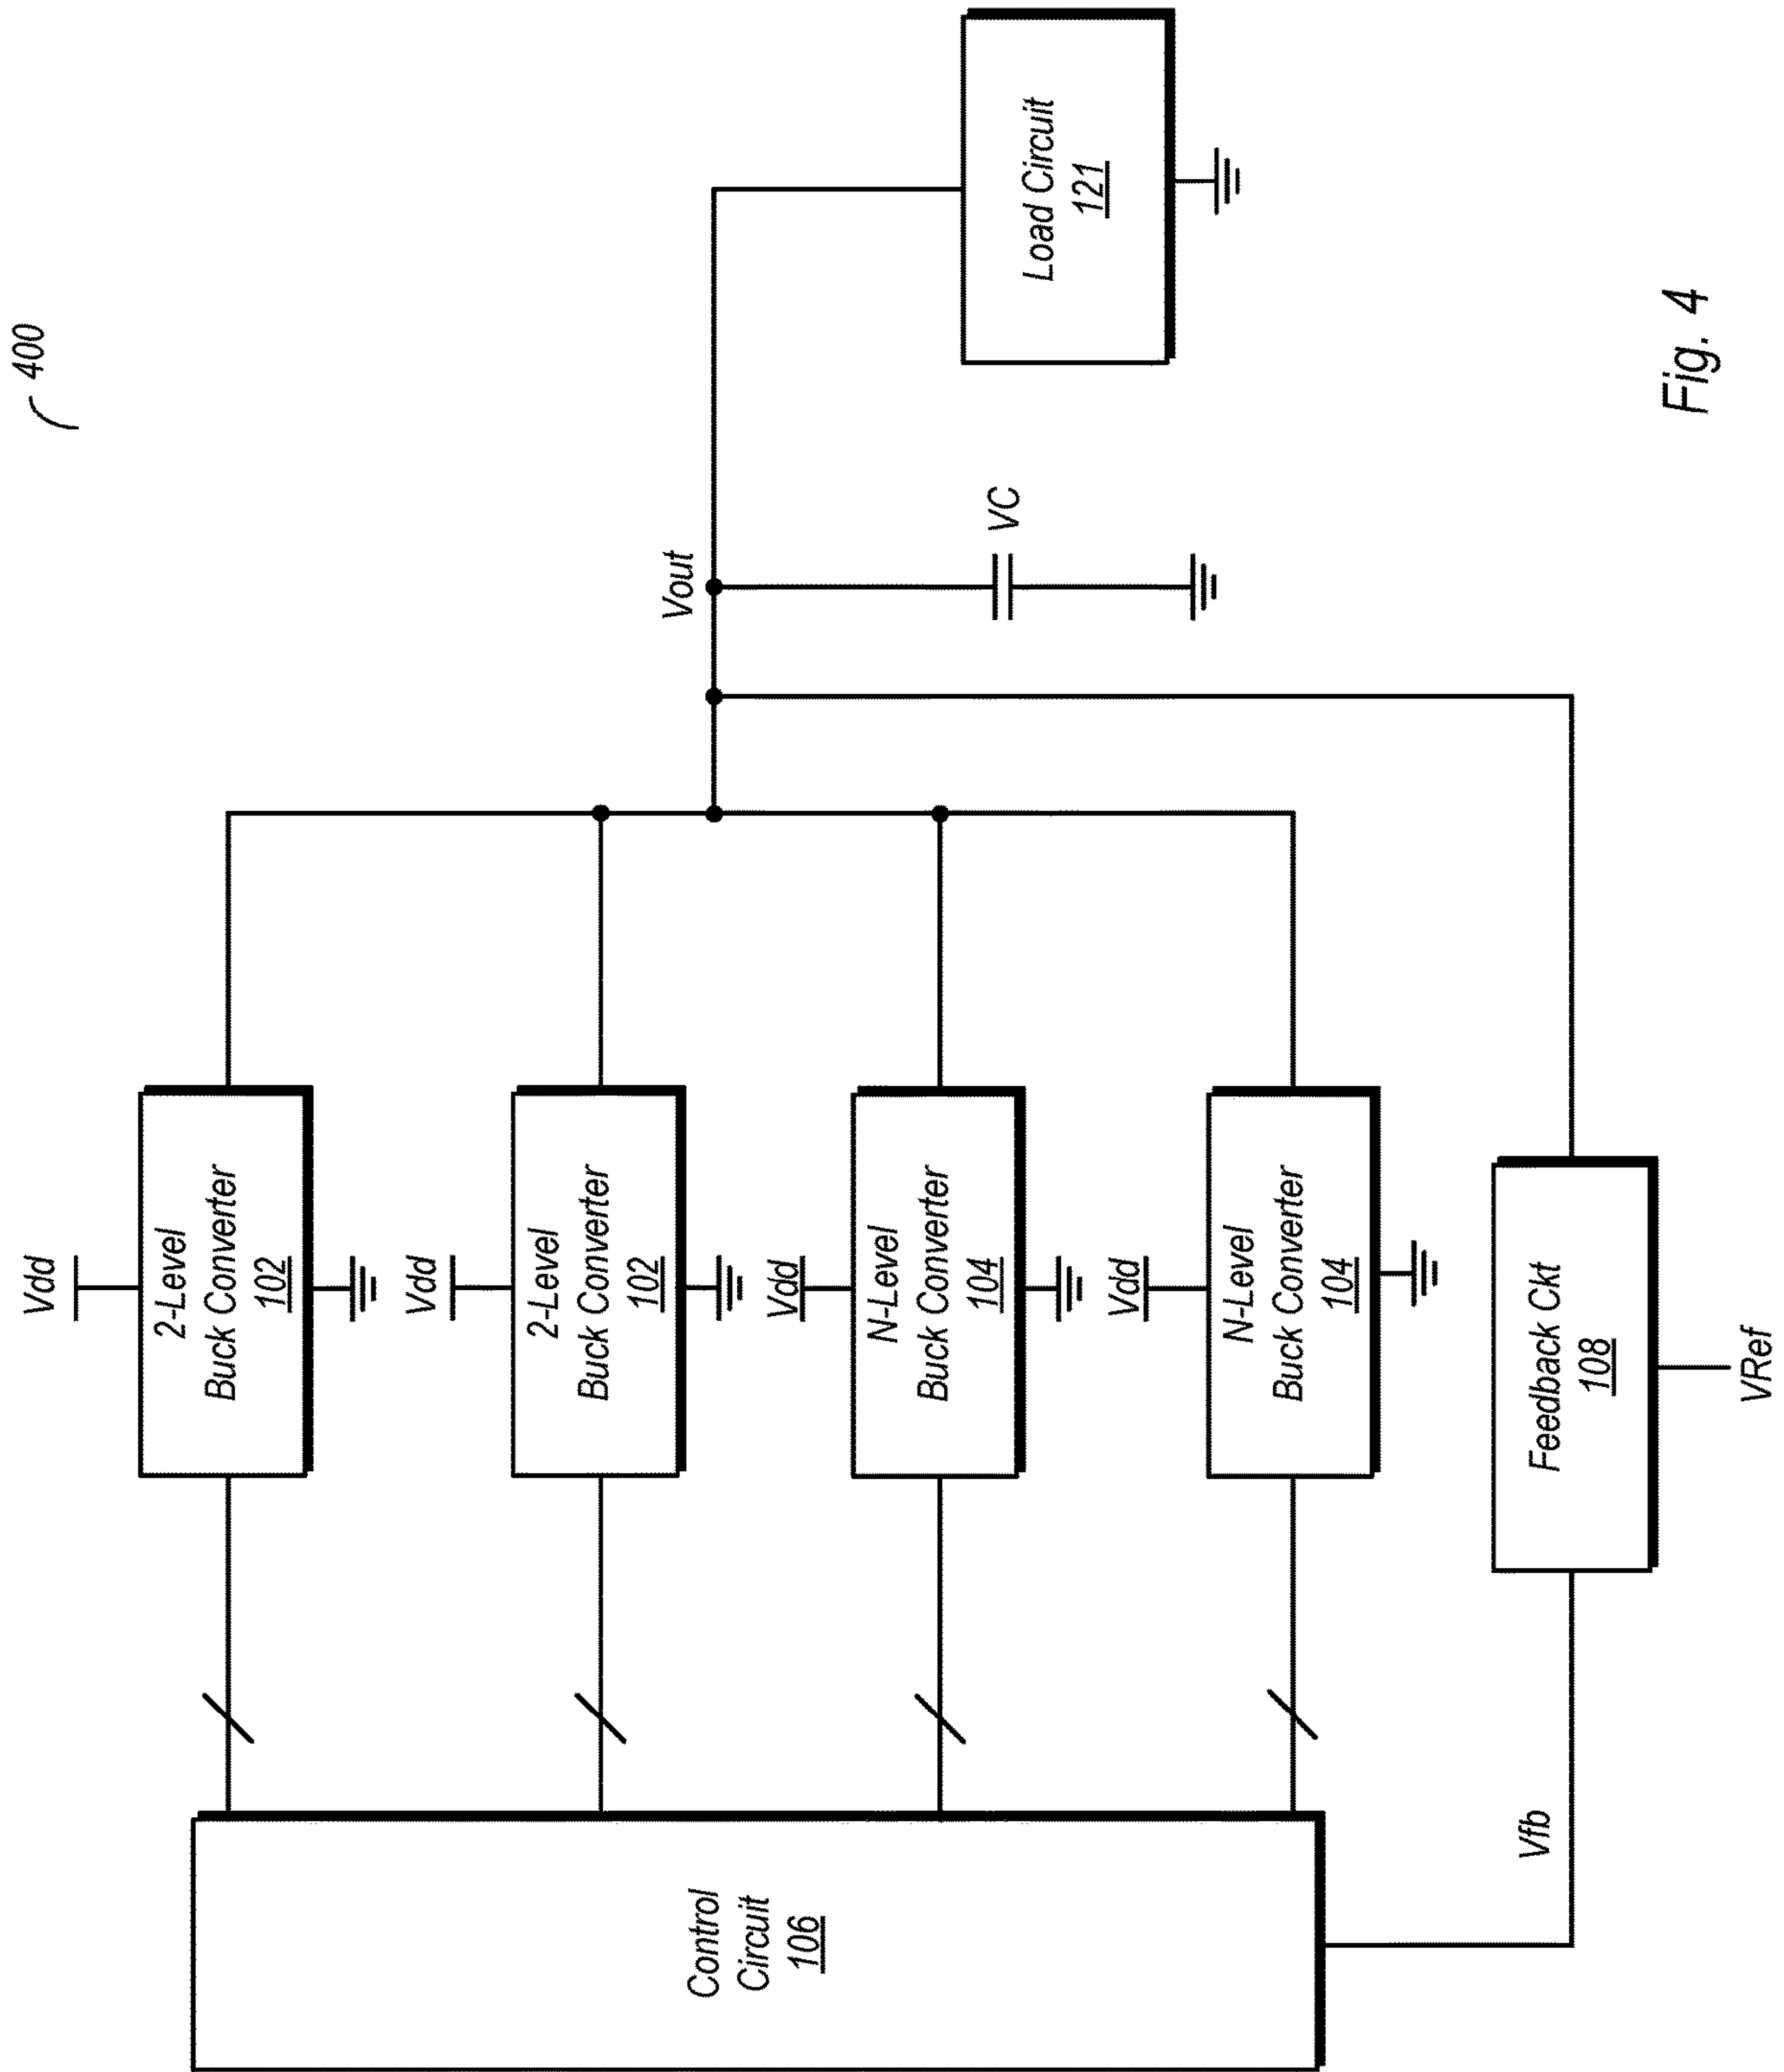 400
Vdd
2-Level
Buck Converter
102
Vdd
2-Level
Buck Converter
102
Vdd
N-Level
Buck Converter
104
Vdd
N-Level
Buck Converter
104
Control
Circuit
106
Vfb
Feedback Ckt
108
VRef
Vout
VC
Load Circuit
121
Fig. 4